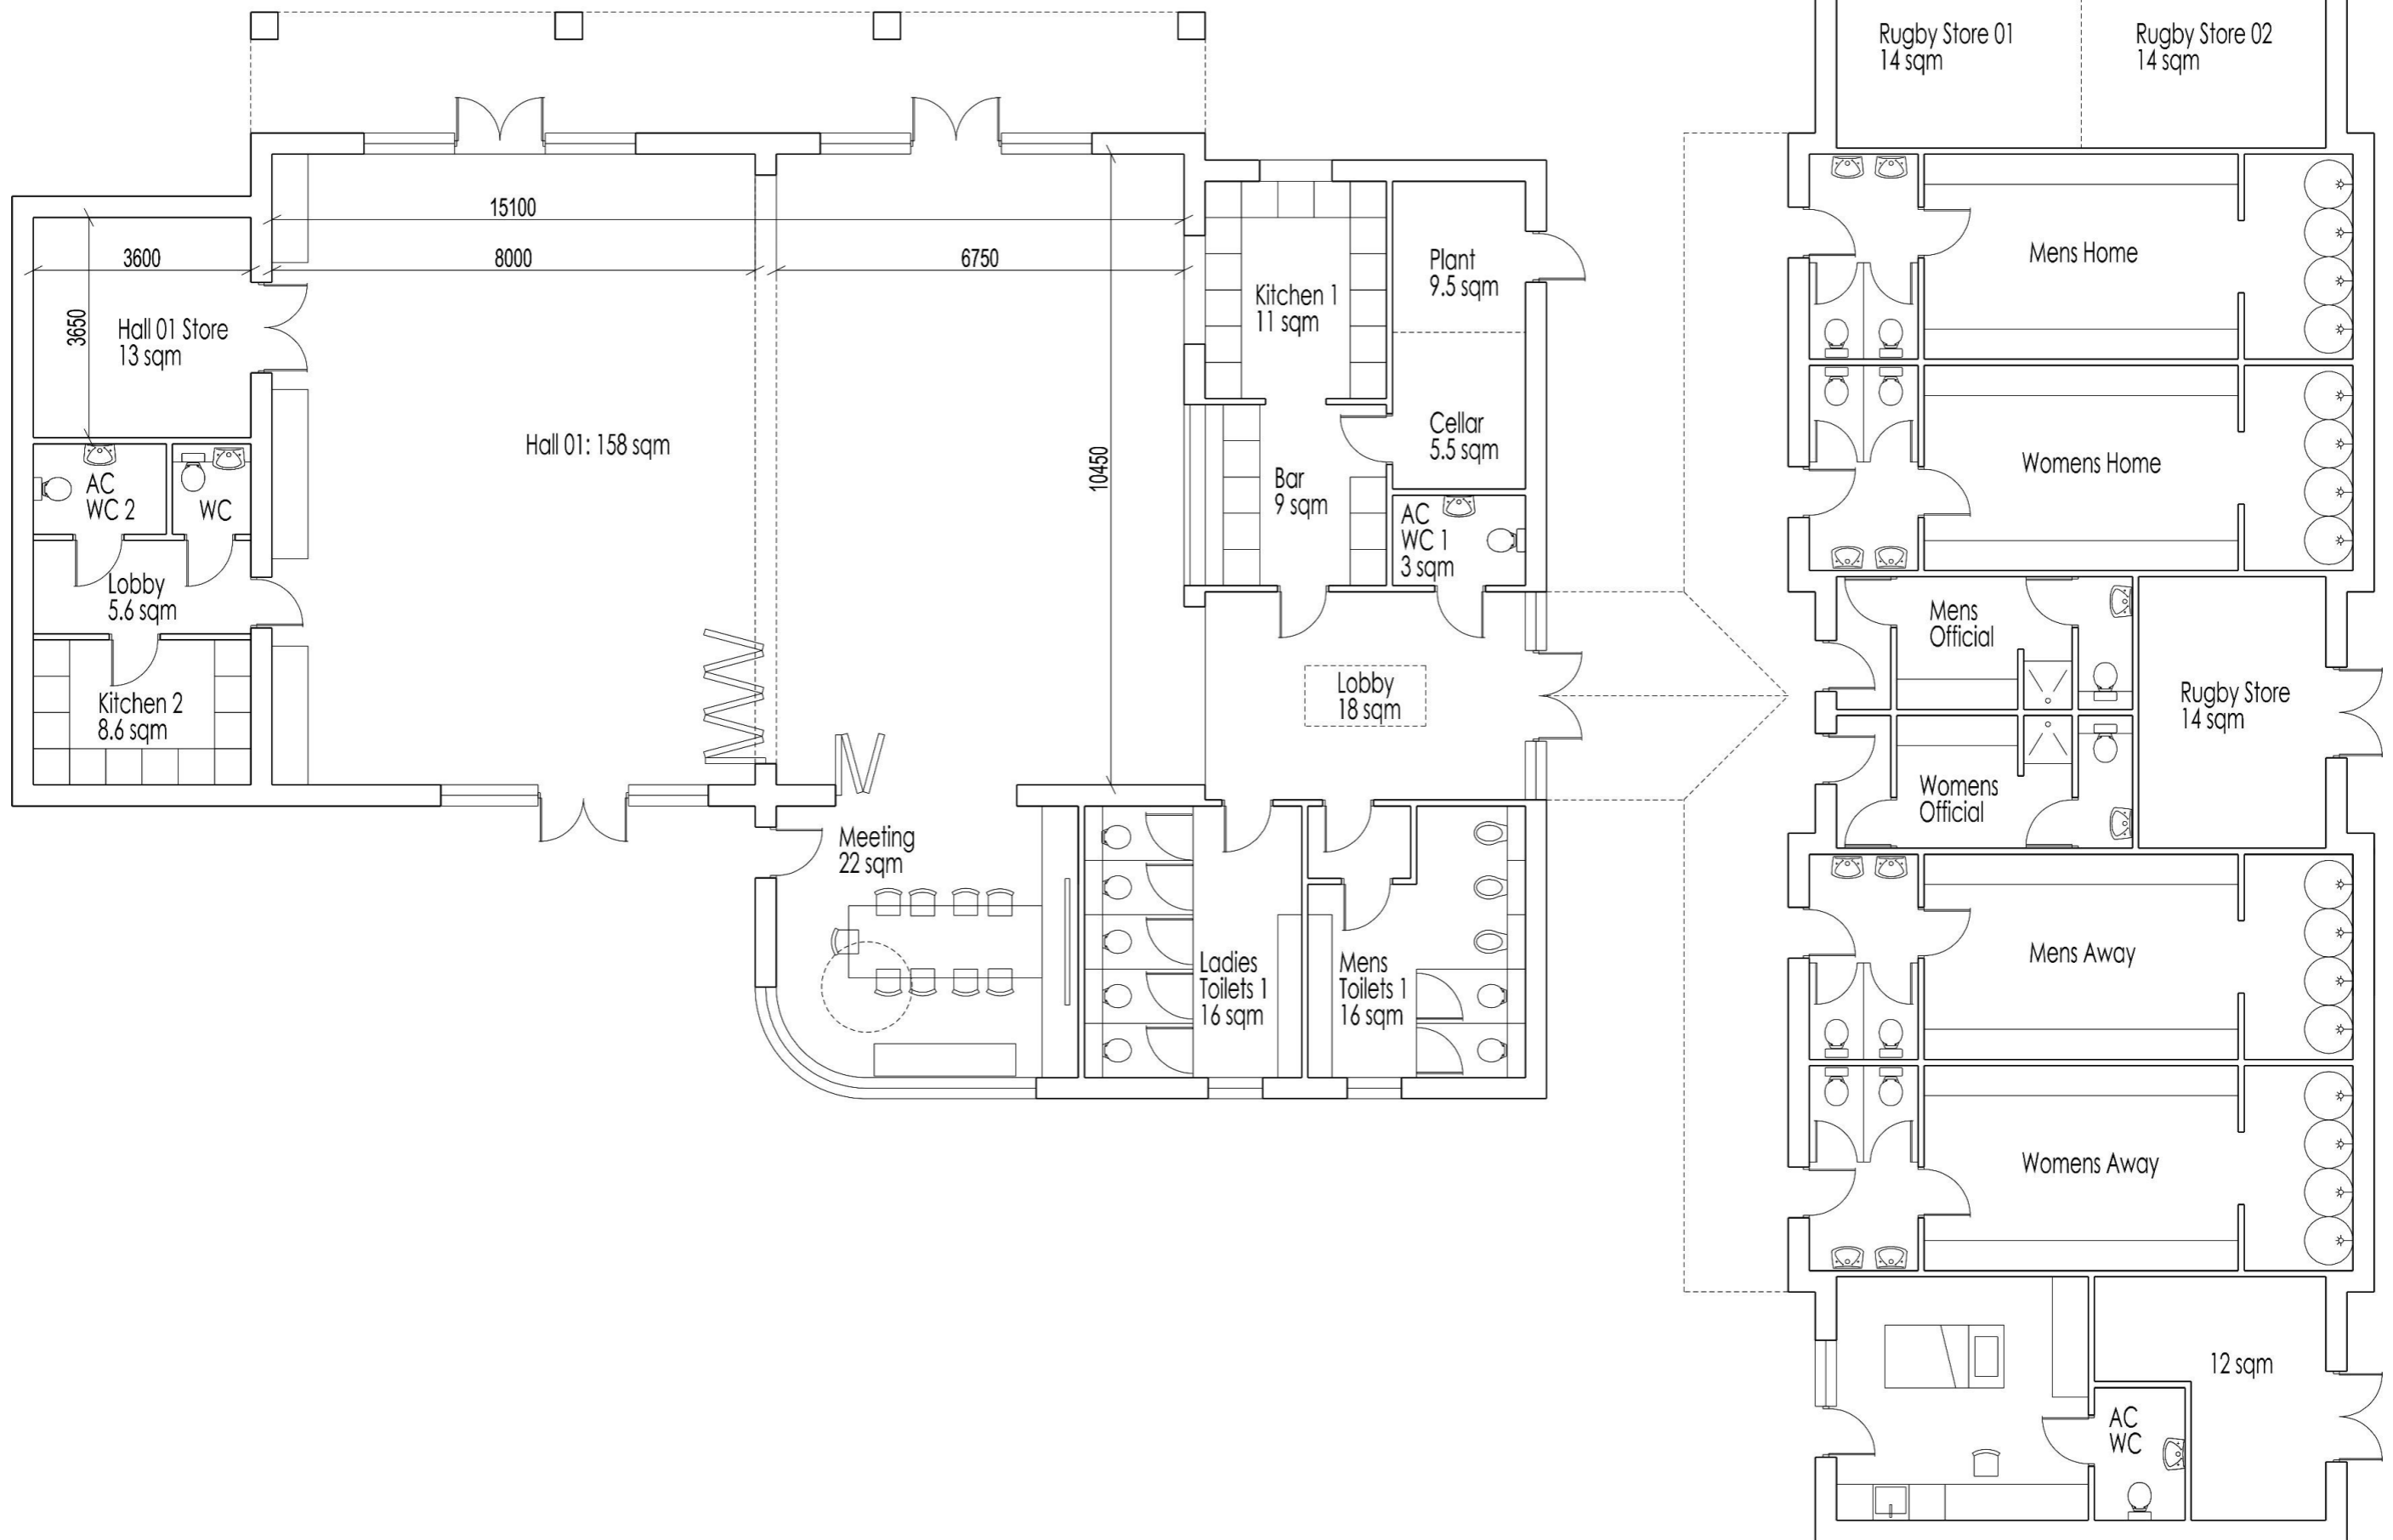 Rugby Store 01
14 sqm
Rugby Store 02
14 sqm
15100
3600
8000
6750
3650
10450
Hall 01 Store
13 sqm
Hall 01: 158 sqm
Kitchen 1
11 sqm
Plant
9.5 sqm
Cellar
5.5 sqm
Bar
9 sqm
AC
WC 1
3 sqm
AC
WC 2
WC
Lobby
5.6 sqm
Kitchen 2
8.6 sqm
Lobby
18 sqm
Meeting
22 sqm
Ladies
Toilets 1
16 sqm
Mens
Toilets 1
16 sqm
Mens Home
Womens Home
Mens
Official
Womens
Official
Rugby Store
14 sqm
Mens Away
Womens Away
12 sqm
AC
WC